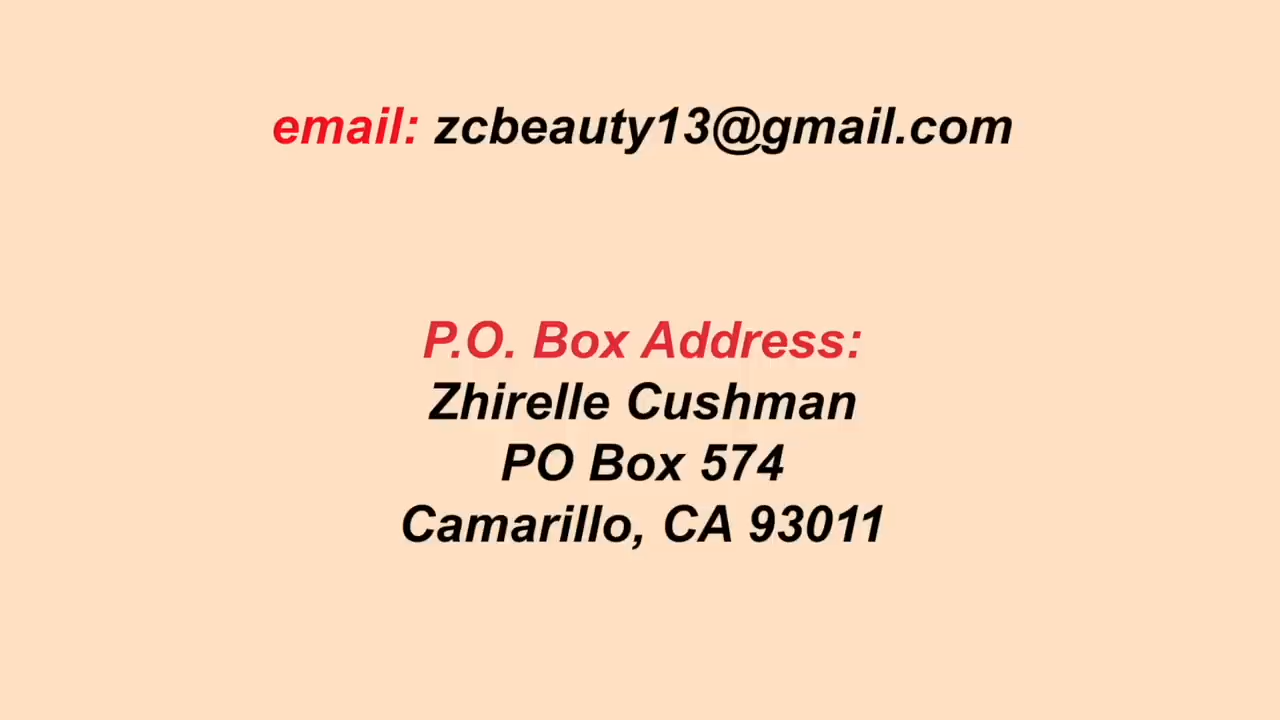 email: zcbeauty13@gmail.com
P.O. Box Address:
Zhirelle Cushman
PO Box 574
Camarillo, CA 93011